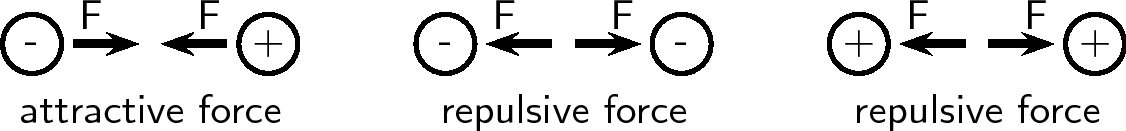 F F F F F F
- + - - + +
attractive force repulsive force repulsive force